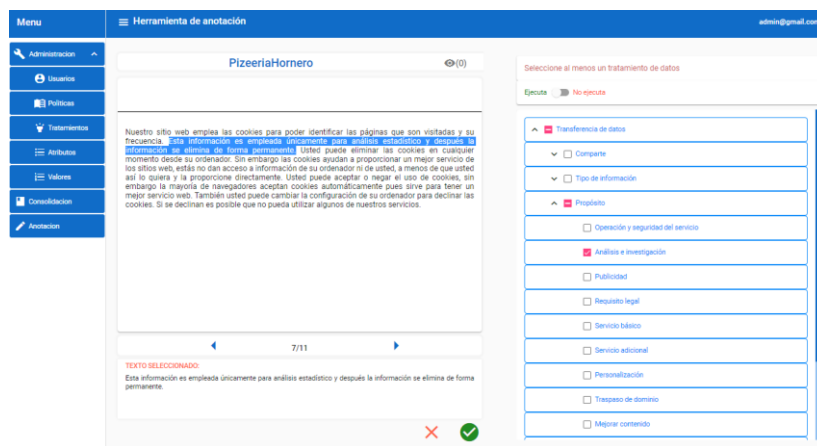 Menu
Herramienta de anotación
admin@gmail.com
Administracion
Usuarios
Politicas
Tratamientos
Atributos
Valores
Consolidacion
Anotacion
PizeeriaHornero
(0)
Nuestro sitio web emplea las cookies para poder identificar las páginas que son visitadas y su
frecuencia. Esta información es empleada únicamente para análisis estadístico y después la
información se elimina de forma permanente. Usted puede eliminar las cookies en cualquier
momento desde su ordenador. Sin embargo las cookies ayudan a proporcionar un mejor servicio de
los sitios web, estás no dan acceso a información de su ordenador ni de usted, a menos de que usted
así lo quiera y la proporcione directamente. Usted puede aceptar o negar el uso de cookies, sin
embargo la mayoría de navegadores aceptan cookies automáticamente pues sirve para tener un
mejor servicio web. También usted puede cambiar la configuración de su ordenador para declinar las
cookies. Si se declinan es posible que no pueda utilizar algunos de nuestros servicios.
7/11
TEXTO SELECCIONADO:
Esta información es empleada únicamente para análisis estadístico y después la información se elimina de forma
permanente.
Seleccione al menos un tratamiento de datos
Ejecuta No ejecuta
Transferencia de datos
Comparte
Tipo de información
Propósito
Operación y seguridad del servicio
Análisis e investigación
Publicidad
Requisito legal
Servicio básico
Servicio adicional
Personalización
Traspaso de dominio
Mejorar contenido